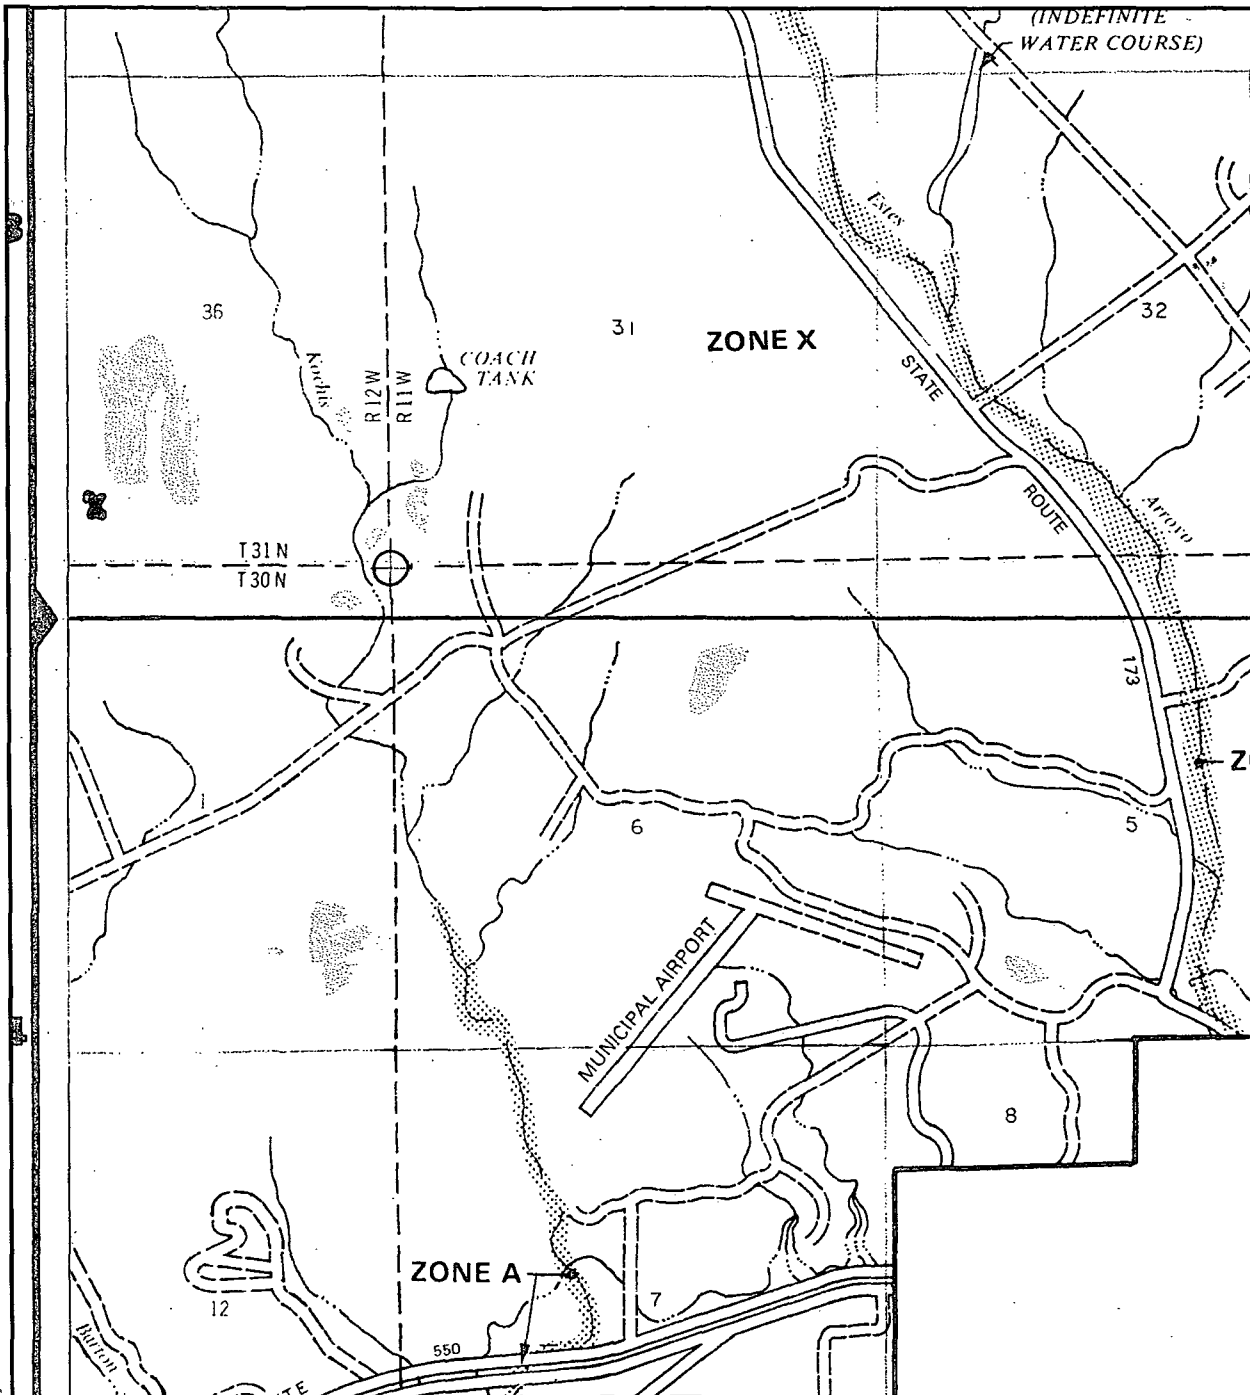 (INDEFINITE
WATER COURSE)
Estes
36
31
ZONE X
32
Kochis
COACH
TANK
R12W
R11W
STATE
ROUTE
Arroyo
T31N
T30N
173
1
6
5
MUNICIPAL AIRPORT
8
ZONE A
12
7
550
Barton